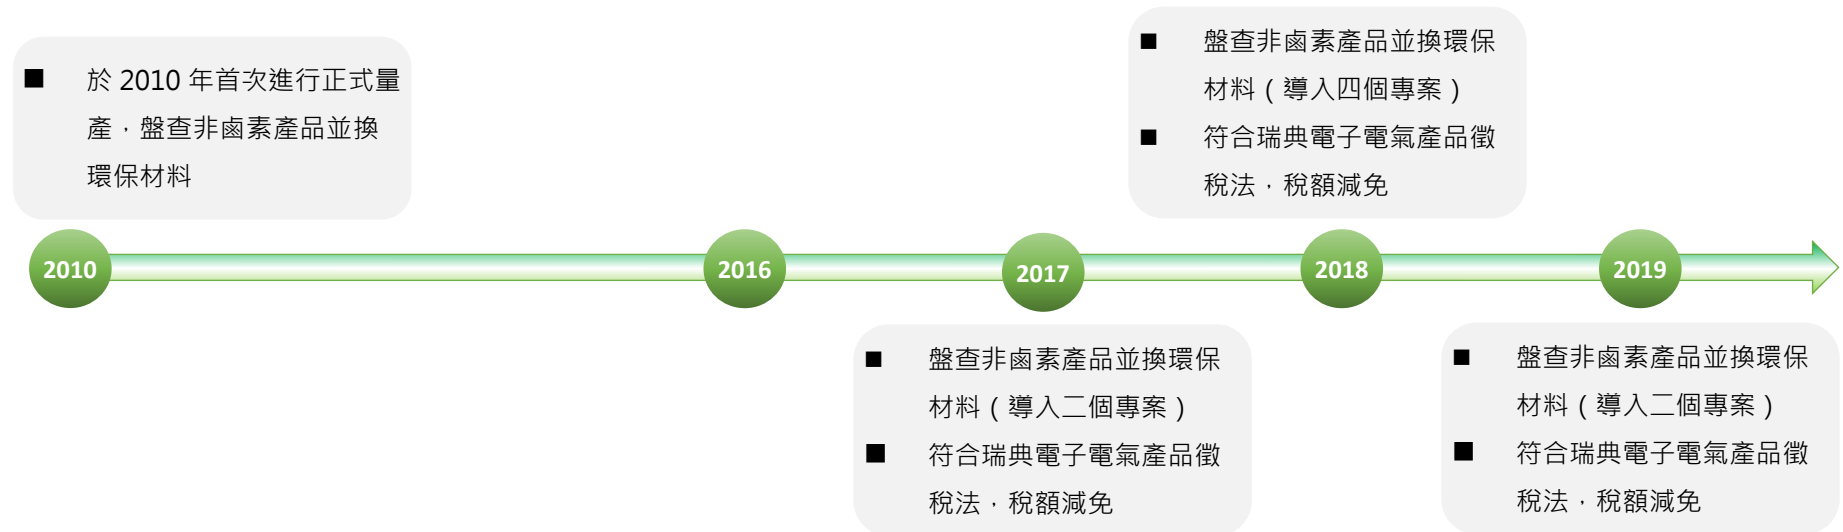 ■ 於 2010 年首次進行正式量
產，盤查非鹵素產品並換
環保材料
■ 盤查非鹵素產品並換環保
材料（導入四個專案）
■ 符合瑞典電子電氣產品徵
稅法，稅額減免
2010
2016
2017
2018
2019
■ 盤查非鹵素產品並換環保
材料（導入二個專案）
■ 符合瑞典電子電氣產品徵
稅法，稅額減免
■ 盤查非鹵素產品並換環保
材料（導入二個專案）
■ 符合瑞典電子電氣產品徵
稅法，稅額減免